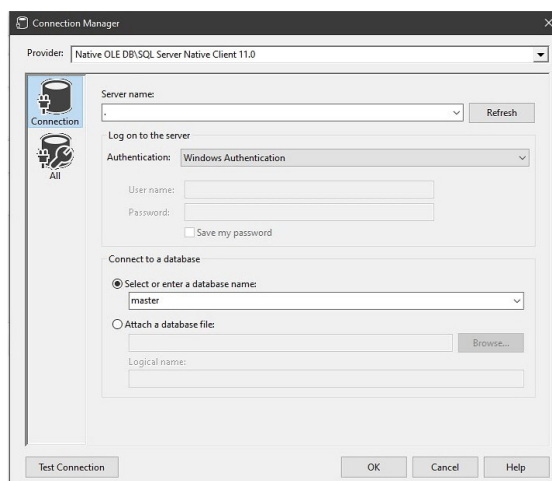 Connection Manager
Provider: Native OLE DB\SQL Server Native Client 11.0
Connection
All
Server name:
.
Refresh
Log on to the server
Authentication: Windows Authentication
User name:
Password:
Save my password
Connect to a database
Select or enter a database name:
master
Attach a database file:
Browse...
Logical name:
Test Connection OK Cancel Help